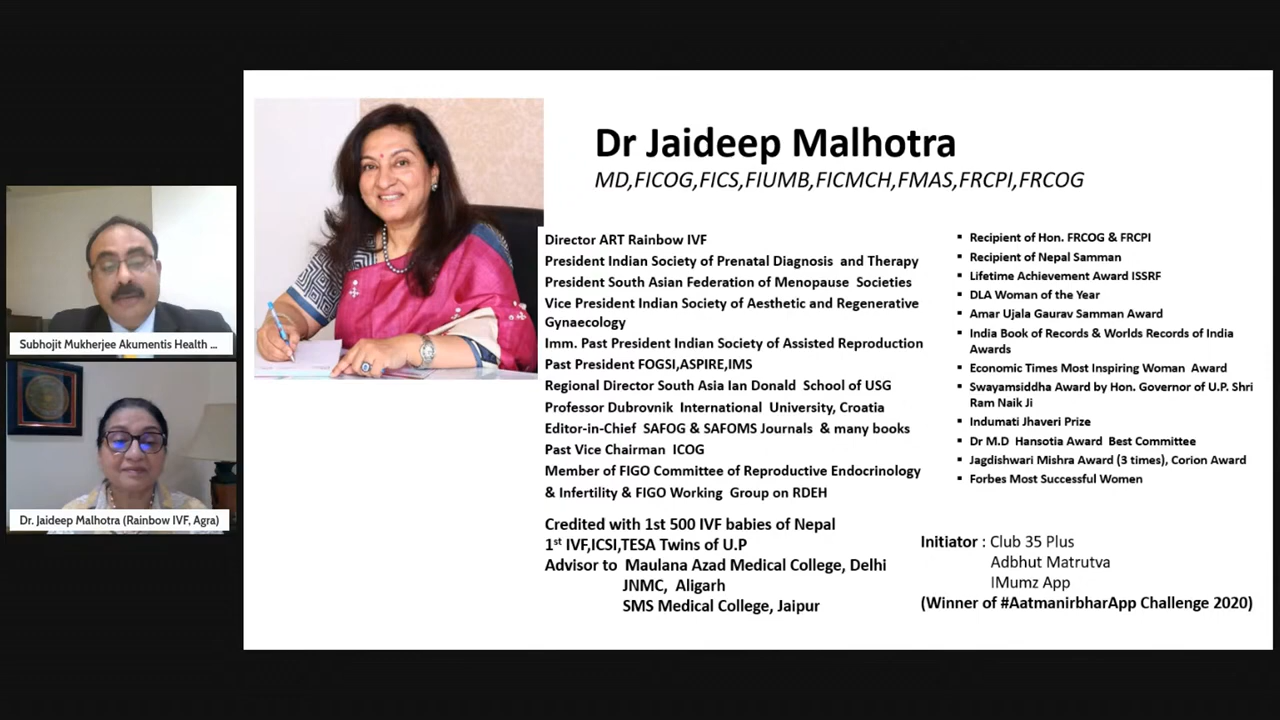 Dr Jaideep Malhotra
MD,FICOG,FICS,FIUMB,FICMCH,FMAS,FRCPI,FRCOG
Director ART Rainbow IVF
President Indian Society of Prenatal Diagnosis and Therapy
President South Asian Federation of Menopause Societies
Vice President Indian Society of Aesthetic and Regenerative
Gynaecology
Imm. Past President Indian Society of Assisted Reproduction
Past President FOGSI,ASPIRE,IMS
Regional Director South Asia Ian Donald School of USG
Professor Dubrovnik International University, Croatia
Editor-in-Chief SAFOG & SAFOMS Journals & many books
Past Vice Chairman ICOG
Member of FIGO Committee of Reproductive Endocrinology
& Infertility & FIGO Working Group on RDEH
Credited with 1st 500 IVF babies of Nepal
1st IVF,ICSI,TESA Twins of U.P
Advisor to Maulana Azad Medical College, Delhi
JNMC, Aligarh
SMS Medical College, Jaipur
▪ Recipient of Hon. FRCOG & FRCPI
▪ Recipient of Nepal Samman
▪ Lifetime Achievement Award ISSRF
▪ DLA Woman of the Year
▪ Amar Ujala Gaurav Samman Award
▪ India Book of Records & Worlds Records of India
Awards
▪ Economic Times Most Inspiring Woman Award
▪ Swayamsiddha Award by Hon. Governor of U.P. Shri
Ram Naik Ji
▪ Indumati Jhaveri Prize
▪ Dr M.D Hansotia Award Best Committee
▪ Jagdishwari Mishra Award (3 times), Corion Award
▪ Forbes Most Successful Women
Initiator : Club 35 Plus
Adbhut Matrutva
IMumz App
(Winner of #AatmanirbharApp Challenge 2020)
Subhojit Mukherjee Akumentis Health ...
Dr. Jaideep Malhotra (Rainbow IVF, Agra)